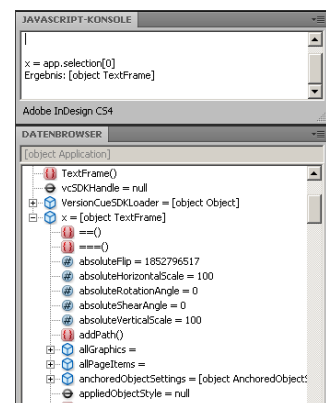 JAVASCRIPT-KONSOLE
x = app.selection[0]
Ergebnis: [object TextFrame]
Adobe InDesign CS4
DATENBROWSER
[object Application]
TextFrame()
vcSDKHandle = null
VersionCueSDKLoader = [object Object]
x = [object TextFrame]
==()
===()
absoluteFlip = 1852796517
absoluteHorizontalScale = 100
absoluteRotationAngle = 0
absoluteShearAngle = 0
absoluteVerticalScale = 100
addPath()
allGraphics =
allPageItems =
anchoredObjectSettings = [object AnchoredObjectS
appliedObjectStyle = null